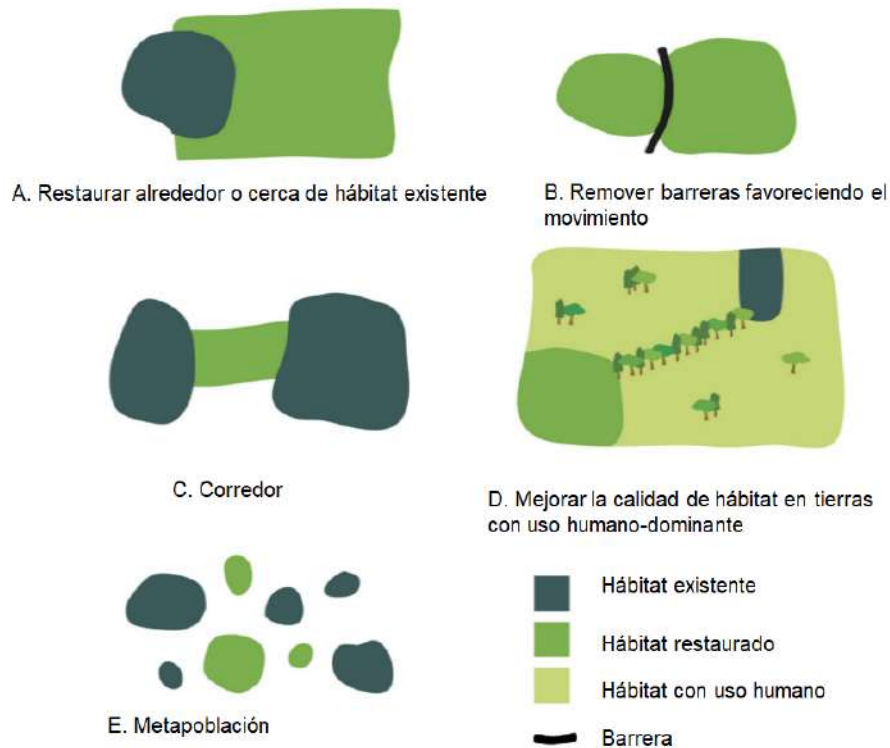 A. Restaurar alrededor o cerca de hábitat existente
B. Remover barreras favoreciendo el
movimiento
C. Corredor
D. Mejorar la calidad de hábitat en tierras
con uso humano-dominante
E. Metapoblación
Hábitat existente
Hábitat restaurado
Hábitat con uso humano
Barrera